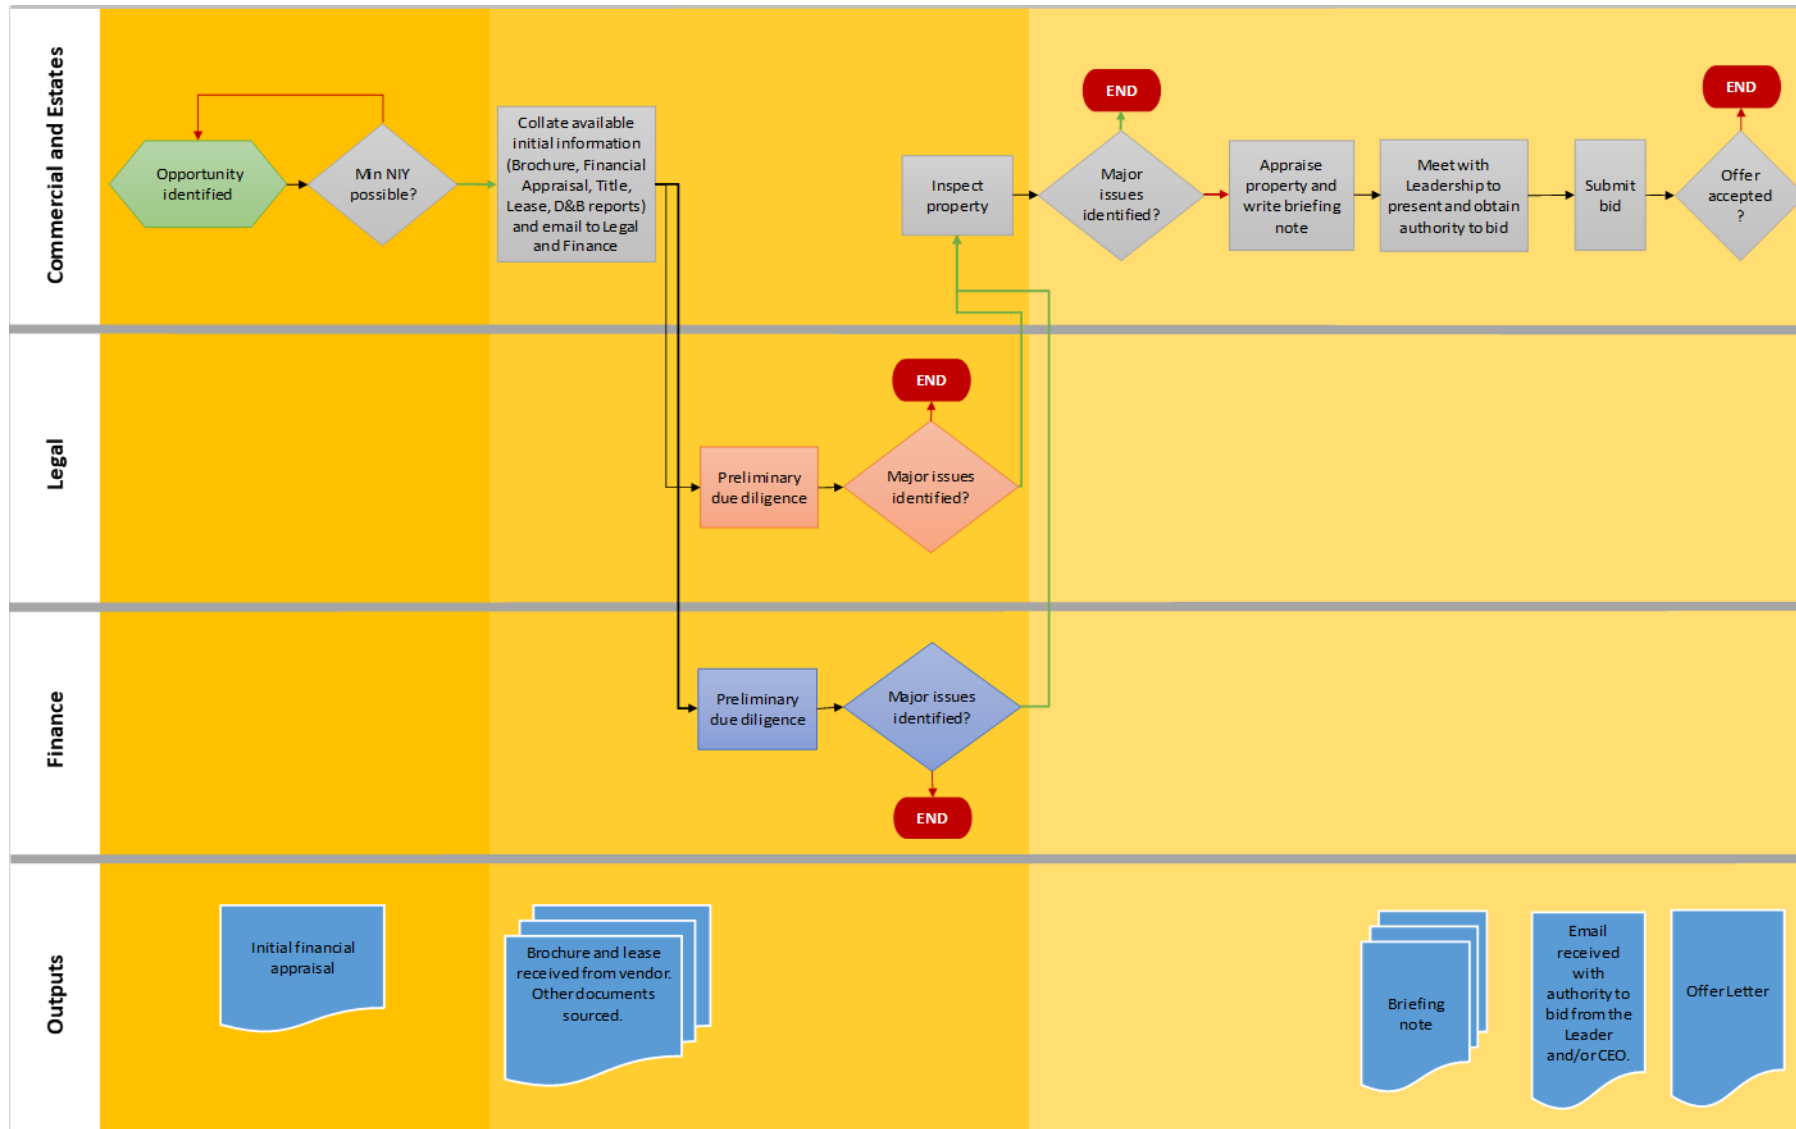 Commercial and Estates
Opportunity
identified
Min NIY
possible?
Collate available
initial information
(Brochure, Financial
Appraisal, Title,
Lease, D&B reports)
and email to Legal
and Finance
Inspect
property
END
Major
issues
identified?
Appraise
property and
write briefing
note
Meet with
Leadership to
present and obtain
authority to bid
Submit
bid
END
Offer
accepted
?
Legal
Preliminary
due diligence
END
Major issues
identified?
Finance
Preliminary
due diligence
Major issues
identified?
END
Outputs
Initial financial
appraisal
Brochure and lease
received from vendor.
Other documents
sourced.
Briefing
note
Email
received
with
authority to
bid from the
Leader
and/or CEO.
Offer Letter